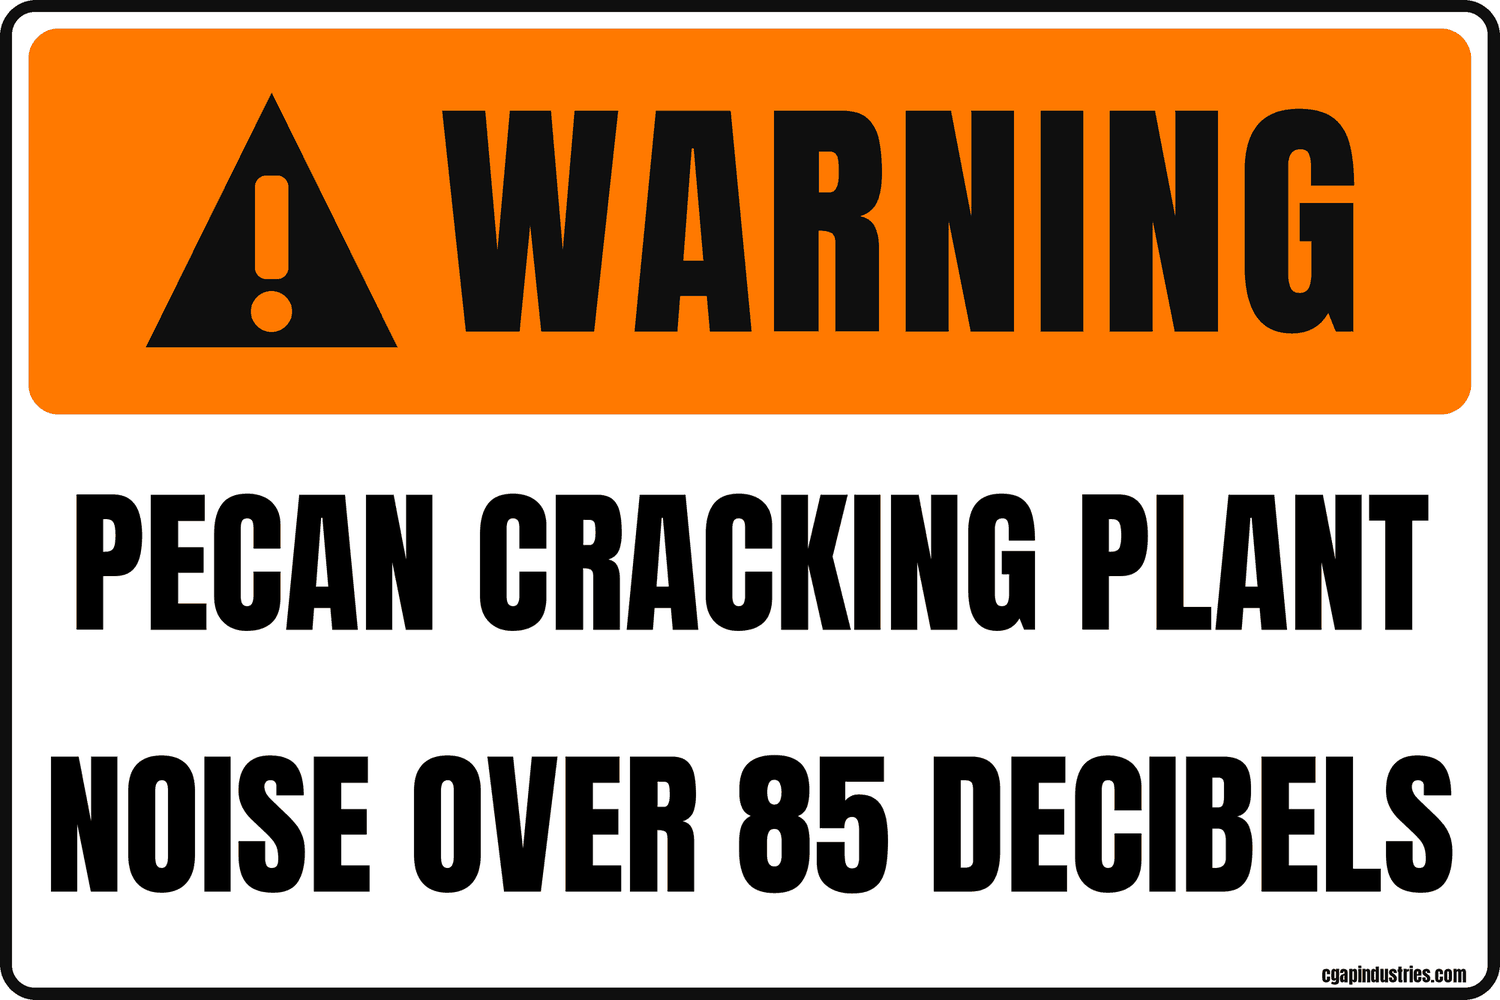 WARNING
PECAN CRACKING PLANT
NOISE OVER 85 DECIBELS
cgapindustries.com